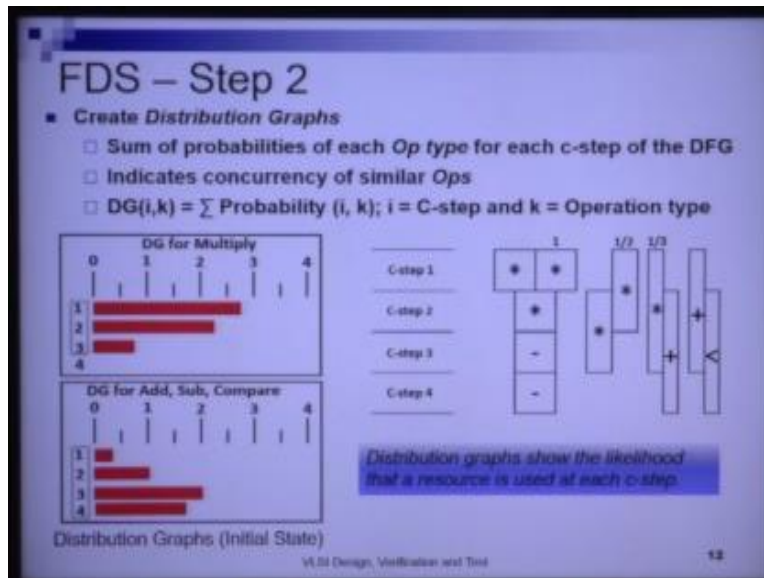 FDS – Step 2
Create Distribution Graphs
Sum of probabilities of each Op type for each c-step of the DFG
Indicates concurrency of similar Ops
DG(i,k) = ∑ Probability (i, k); i = C-step and k = Operation type
DG for Multiply
0 1 2 3 4
1
2
3
4
DG for Add, Sub, Compare
0 1 2 3 4
1
2
3
4
Distribution Graphs (Initial State)
1 1/2 1/3
C-step 1 * *
*
C-step 2 * * +
*
C-step 3 - + <
C-step 4 -
Distribution graphs show the likelihood
that a resource is used at each c-step.
VLSI Design, Verification and Test
12